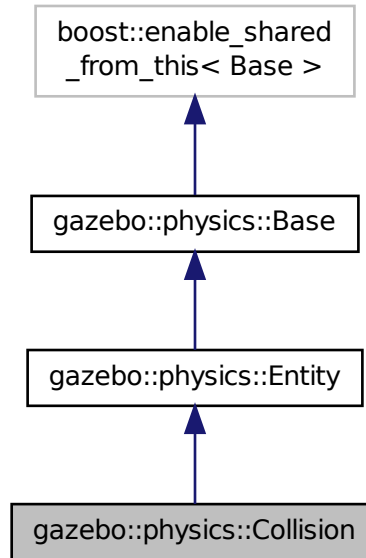 boost::enable_shared
_from_this< Base >
gazebo::physics::Base
gazebo::physics::Entity
gazebo::physics::Collision